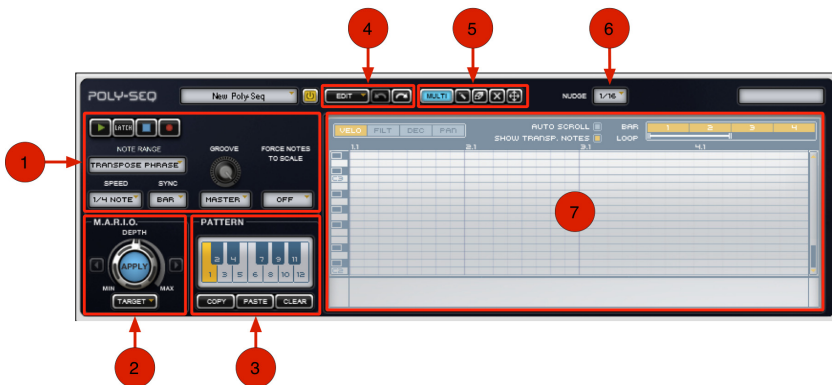 4 5 6
POLY-SEQ New Poly-Seq EDIT MULTI NUDGE 1/16
LATCH
VELO FILT DEC PAN AUTO SCROLL BAR 1 2 3 4
SHOW TRANSP. NOTES LOOP
1.1 2.1 3.1 4.1
NOTE RANGE GROOVE FORCE NOTES
TO SCALE
1
TRANSPOSE PHRASE
C3
SPEED SYNC
1/4 NOTE BAR MASTER OFF
7
M.A.R.I.O. PATTERN
DEPTH
2 4 7 9 11
APPLY
1 3 5 6 8 10 12
MIN MAX
TARGET COPY PASTE CLEAR
2 3